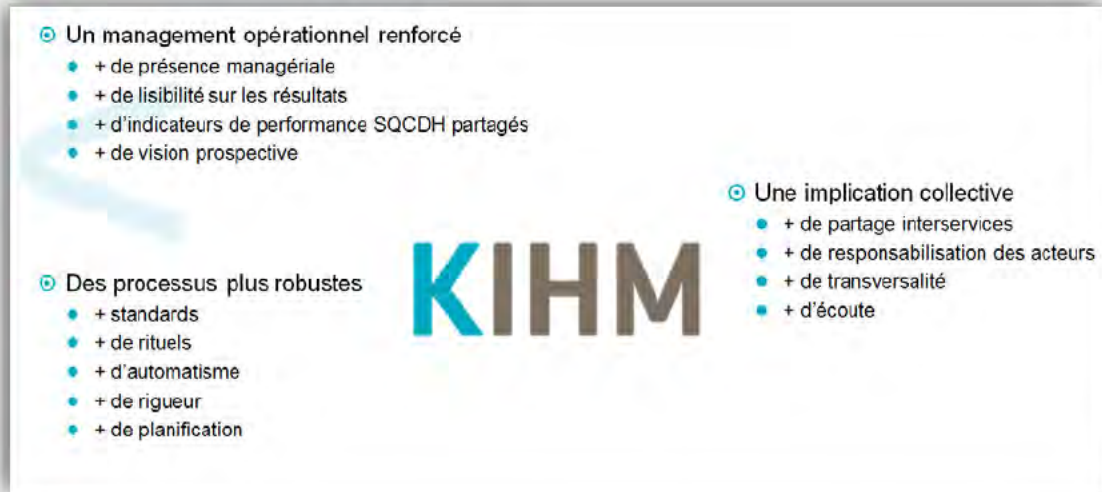 Un management opérationnel renforcé
+ de présence managériale
+ de lisibilité sur les résultats
+ d'indicateurs de performance SQCDH partagés
+ de vision prospective
Des processus plus robustes
+ standards
+ de rituels
+ d'automatisme
+ de rigueur
+ de planification
KIHM
Une implication collective
+ de partage interservices
+ de responsabilisation des acteurs
+ de transversalité
+ d'écoute